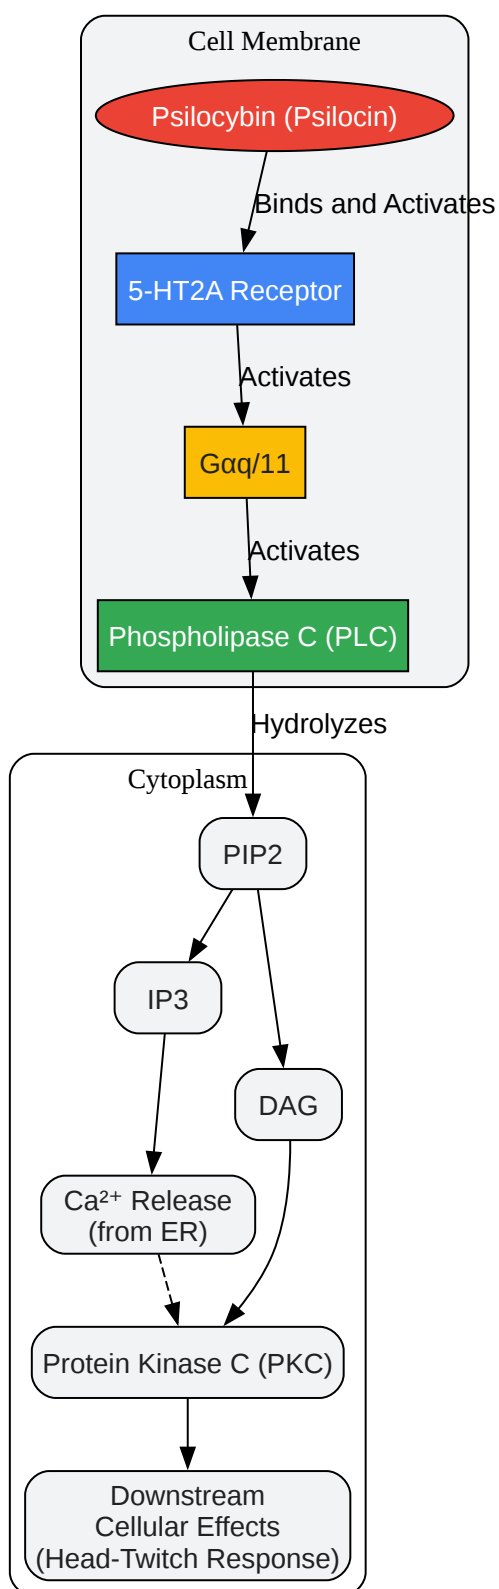 Cell Membrane
Psilocybin (Psilocin)
Binds and Activates
5-HT2A Receptor
Activates
Gαq/11
Activates
Phospholipase C (PLC)
Hydrolyzes
Cytoplasm
PIP2
IP3
DAG
Ca²⁺ Release
(from ER)
Protein Kinase C (PKC)
Downstream
Cellular Effects
(Head-Twitch Response)